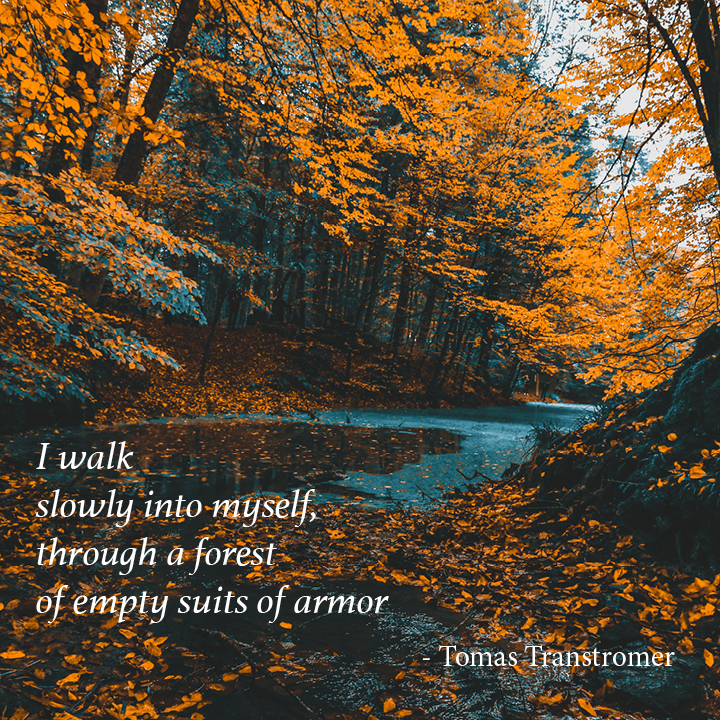 I walk
slowly into myself,
through a forest
of empty suits of armor
- Tomas Transtromer